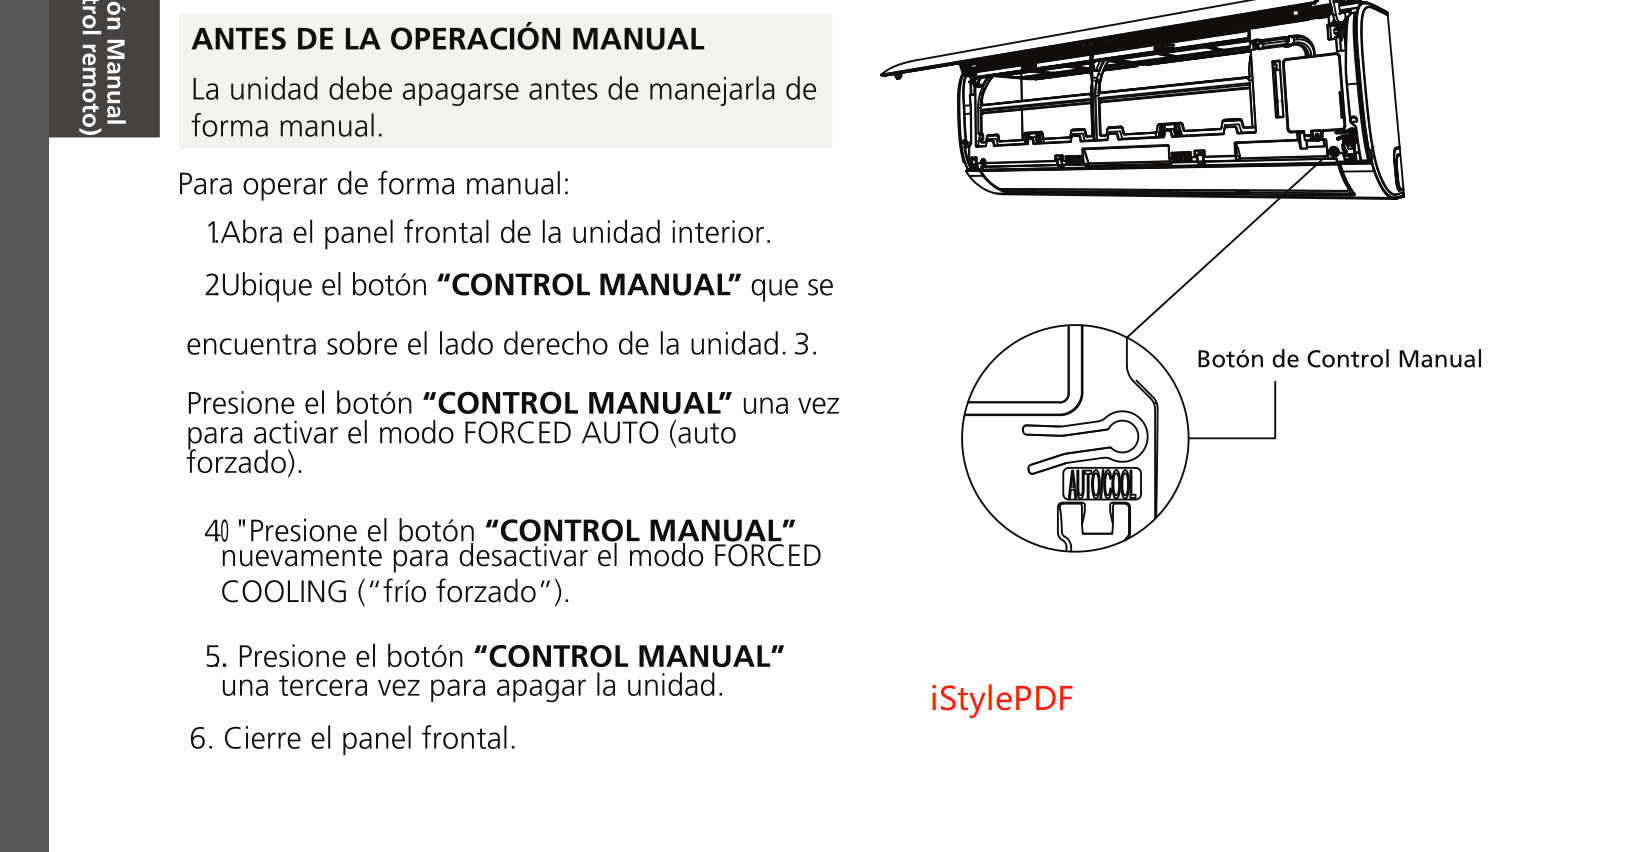 ón Manual
trol remoto)
ANTES DE LA OPERACIÓN MANUAL
La unidad debe apagarse antes de manejarla de
forma manual.
Para operar de forma manual:
1.Abra el panel frontal de la unidad interior.
2.Ubique el botón “CONTROL MANUAL” que se
encuentra sobre el lado derecho de la unidad. 3.
Presione el botón “CONTROL MANUAL” una vez
para activar el modo FORCED AUTO (auto
forzado).
4.0 "Presione el botón “CONTROL MANUAL”
nuevamente para desactivar el modo FORCED
COOLING (“frío forzado”).
5.. Presione el botón “CONTROL MANUAL”
una tercera vez para apagar la unidad.
6. Cierre el panel frontal.
Botón de Control Manual
AUTO/COOL
iStylePDF